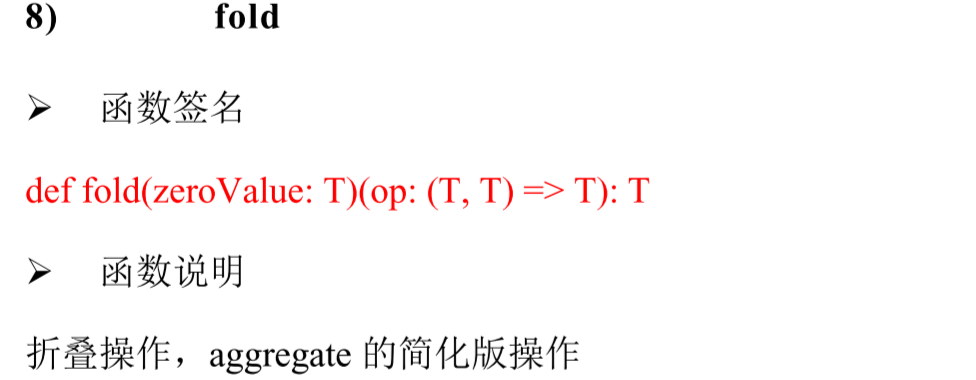 8) fold
➢ 函数签名
def fold(zeroValue: T)(op: (T, T) => T): T
➢ 函数说明
折叠操作，aggregate 的简化版操作